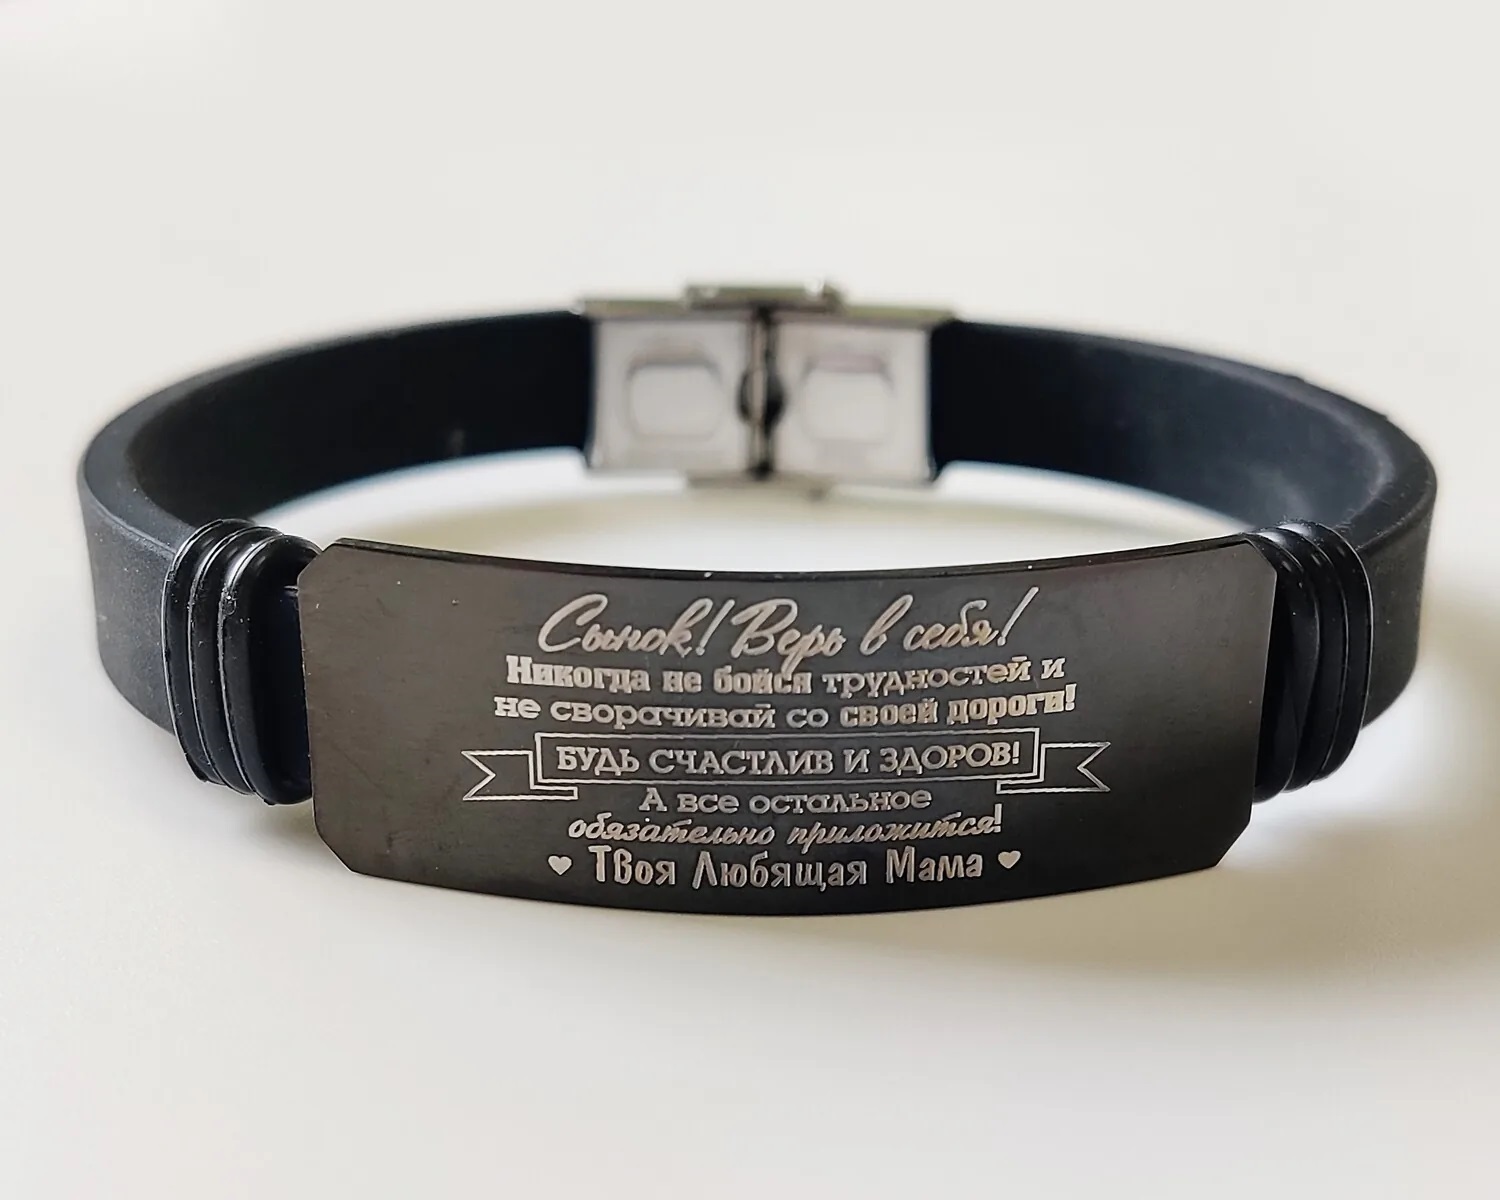 Сынок! Верь в себя!
Никогда не бойся трудностей и
не сворачивай со своей дороги!
БУДЬ СЧАСТЛИВ И ЗДОРОВ!
А все остальное
обязательно приложится!
♥ Твоя Любящая Мама ♥